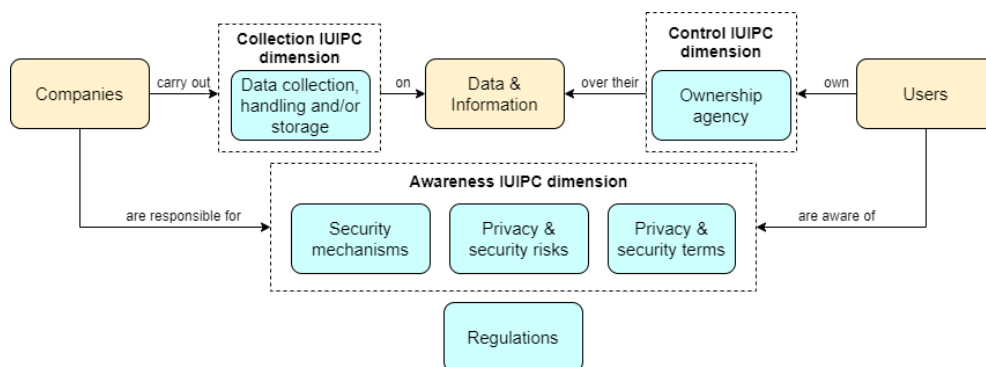 Collection IUIPC
dimension
Control IUIPC
dimension
Companies
carry out
Data collection,
handling and/or
storage
on
Data &
Information
over their
Ownership
agency
own
Users
Awareness IUIPC dimension
are responsible for
Security
mechanisms
Privacy &
security risks
Privacy &
security terms
are aware of
Regulations